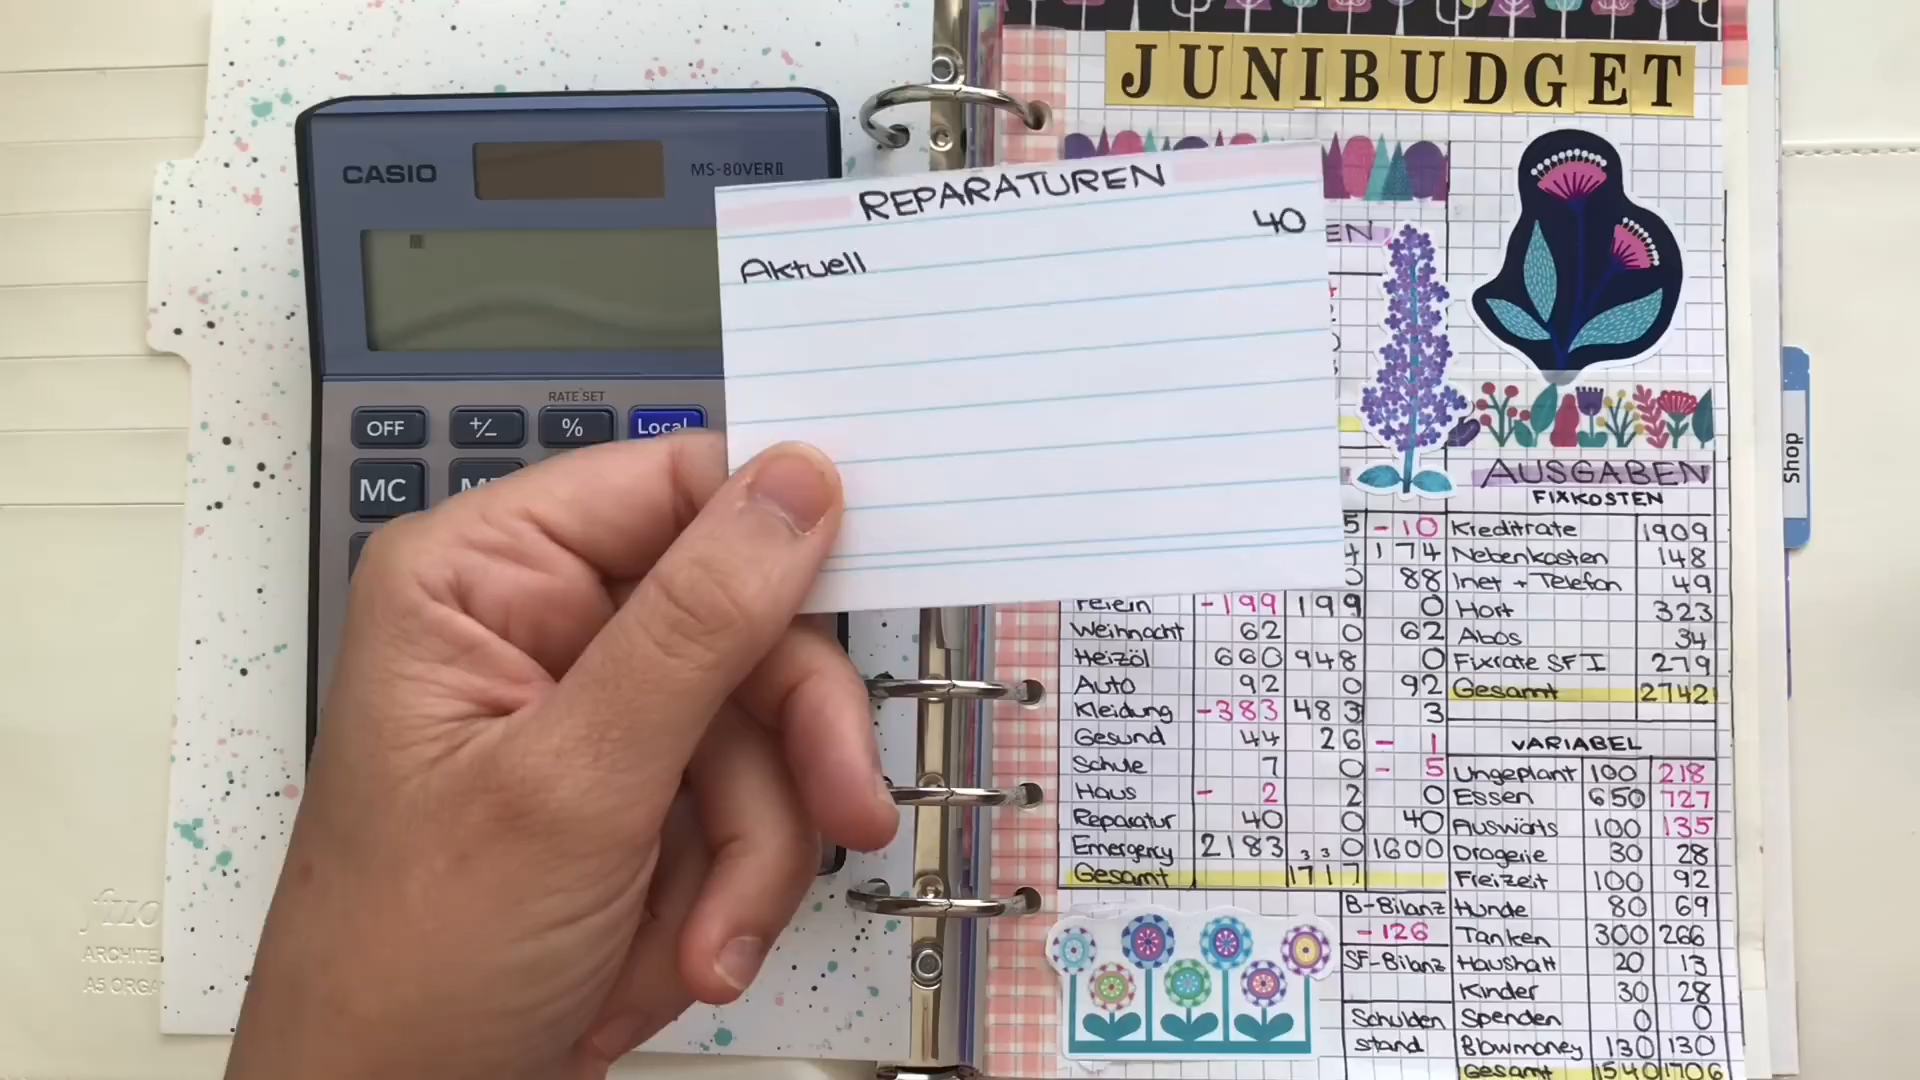 JUNIBUDGET
CASIO
MS-80VERII
REPARATUREN
40
Aktuell
RATE SET
OFF
+/−
%
Local
MC
Shop
AUSGABEN
FIXKOSTEN
Kreditrate 1909
Nebenkosten 148
Inet + Telefon 49
Hort 323
Abos 34
Fixrate SF I 279
Gesamt 2742
5 -10
174
0 88
-199 199 0
Weihnacht 62 0 62
Heizöl 660 948 0
Auto 92 0 92
Kleidung -383 483 3
Gesund 44 26 - 1
Schule 7 0 - 5
Haus - 2 2 0
Reparatur 40 0 40
Emergency 2183 330 1600
Gesamt 1717
VARIABEL
Ungeplant 100 218
Essen 650 727
Auswärts 100 135
Drogerie 30 28
Freizeit 100 92
Hunde 80 69
Tanken 300 266
Haushalt 20 13
Kinder 30 28
Spenden 0 0
Blowmoney 130 130
Gesamt 1540 1706
B-Bilanz
-126
SF-Bilanz
Schulden
stand
filo
ARCHITE
A5 ORGA